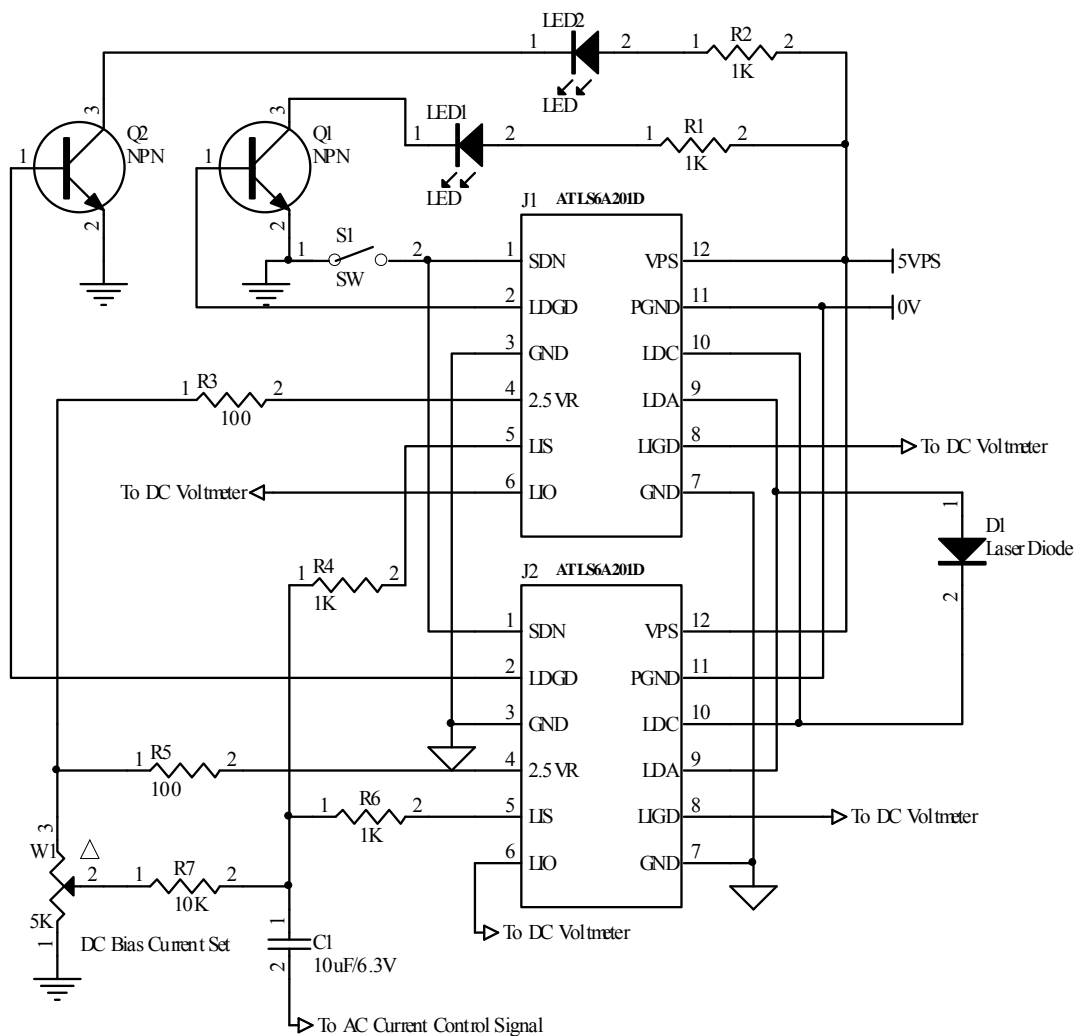 LED2
1 2
LED
R2
1 2
1K
3
Q2
NPN
1
2
3
Q1
NPN
1
2
LED1
1 2
LED
R1
1 2
1K
J1 ATLS6A201D
S1
1 2
SW
1 SDN VPS 12
5VPS
2 LDGD PGND 11
0V
3 GND LDC 10
R3
1 2
100
4 2.5VR LDA 9
5 LIS LIGD 8
To DC Voltmeter
To DC Voltmeter
6 LIO GND 7
1
D1
Laser Diode
2
R4
1 2
1K
J2 ATLS6A201D
1 SDN VPS 12
2 LDGD PGND 11
3 GND LDC 10
R5
1 2
100
4 2.5VR LDA 9
R6
1 2
1K
5 LIS LIGD 8
To DC Voltmeter
6 LIO GND 7
3
W1
2
5K
1
R7
1 2
10K
DC Bias Current Set
To DC Voltmeter
1
C1
10uF/6.3V
2
To AC Current Control Signal